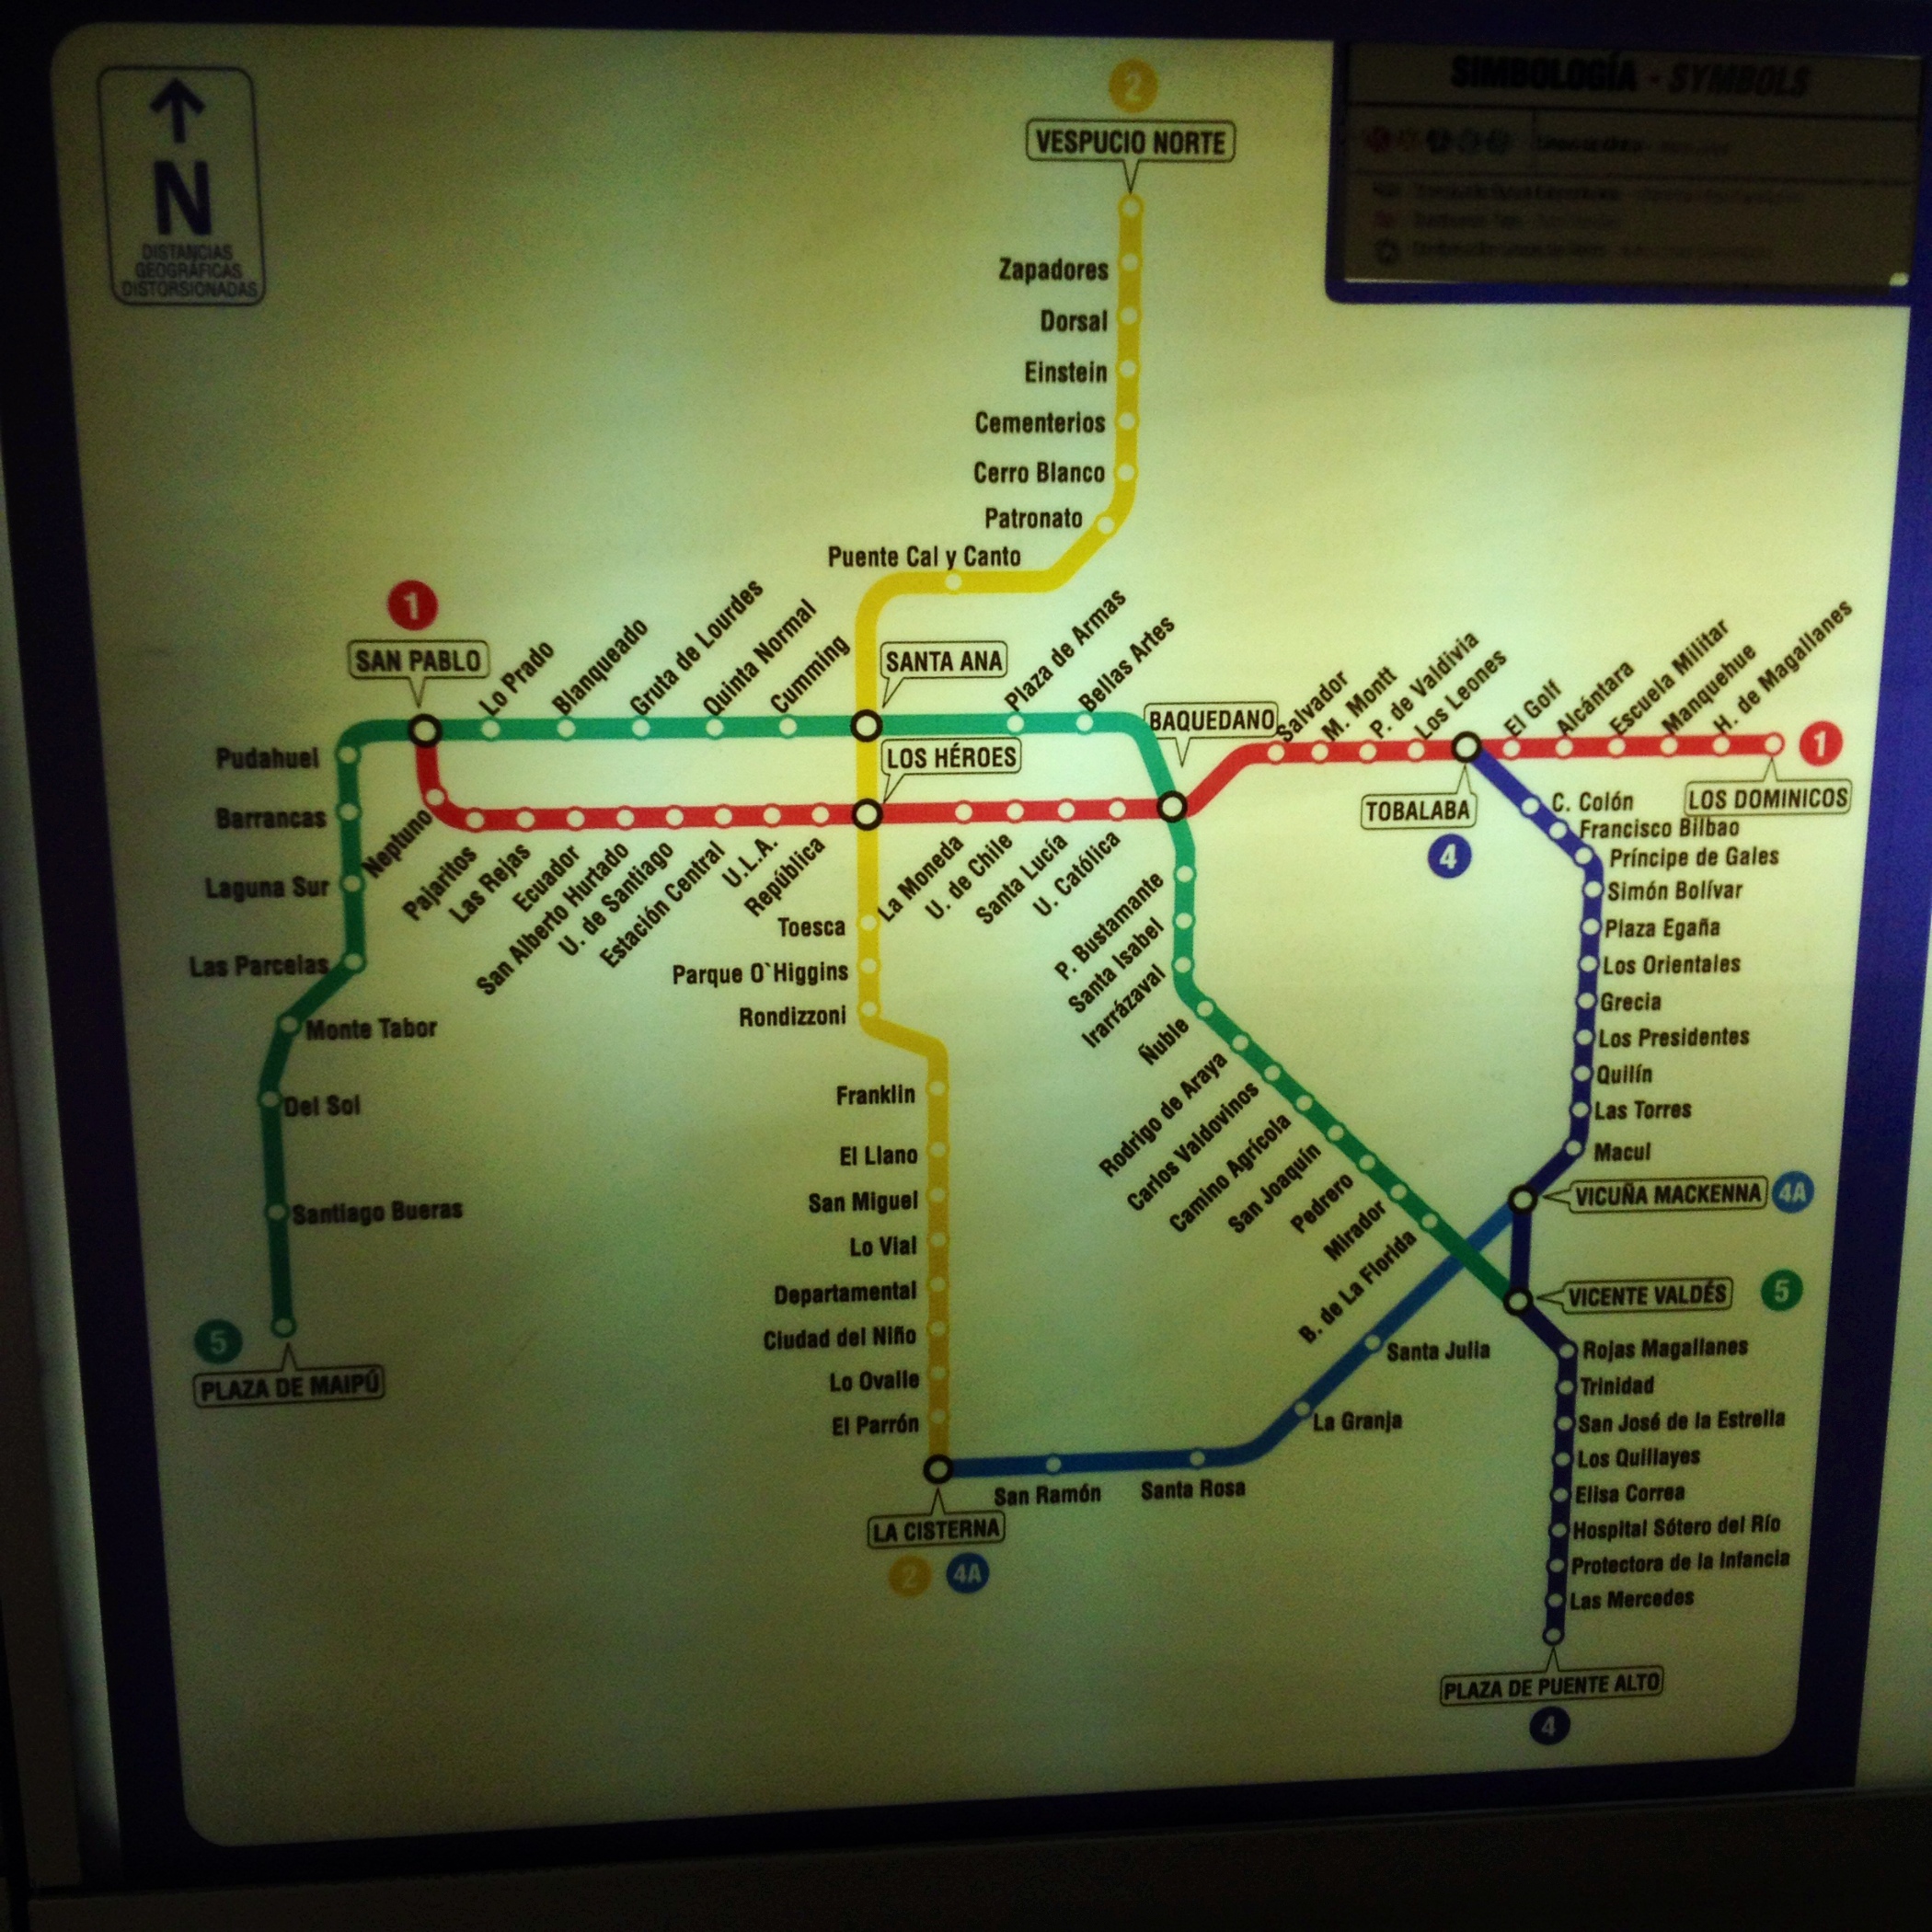 N
DISTANCIAS
GEOGRÁFICAS
DISTORSIONADAS
SIMBOLOGÍA - SYMBOLS
2
VESPUCIO NORTE
Zapadores
Dorsal
Einstein
Cementerios
Cerro Blanco
Patronato
Puente Cal y Canto
1
SAN PABLO
Lo Prado
Blanqueado
Gruta de Lourdes
Quinta Normal
Cumming
SANTA ANA
Plaza de Armas
Bellas Artes
BAQUEDANO
Salvador
M. Montt
P. de Valdivia
Los Leones
El Golf
Alcántara
Escuela Militar
Manquehue
H. de Magallanes
1
LOS DOMINICOS
TOBALABA
4
LOS HÉROES
Pudahuel
Barrancas
Laguna Sur
Las Parcelas
Monte Tabor
Del Sol
Santiago Bueras
5
PLAZA DE MAIPÚ
Neptuno
Pajaritos
Las Rejas
Ecuador
San Alberto Hurtado
U. de Santiago
Estación Central
U.L.A.
República
La Moneda
U. de Chile
Santa Lucía
U. Católica
Toesca
Parque O`Higgins
Rondizzoni
Franklin
El Llano
San Miguel
Lo Vial
Departamental
Ciudad del Niño
Lo Ovalle
El Parrón
LA CISTERNA
2 4A
San Ramón
Santa Rosa
La Granja
Santa Julia
P. Bustamante
Santa Isabel
Irarrázaval
Ñuble
Rodrigo de Araya
Carlos Valdovinos
Camino Agrícola
San Joaquín
Pedrero
Mirador
B. de La Florida
C. Colón
Francisco Bilbao
Príncipe de Gales
Simón Bolívar
Plaza Egaña
Los Orientales
Grecia
Los Presidentes
Quilín
Las Torres
Macul
VICUÑA MACKENNA 4A
VICENTE VALDÉS 5
Rojas Magallanes
Trinidad
San José de la Estrella
Los Quillayes
Elisa Correa
Hospital Sótero del Río
Protectora de la Infancia
Las Mercedes
PLAZA DE PUENTE ALTO
4